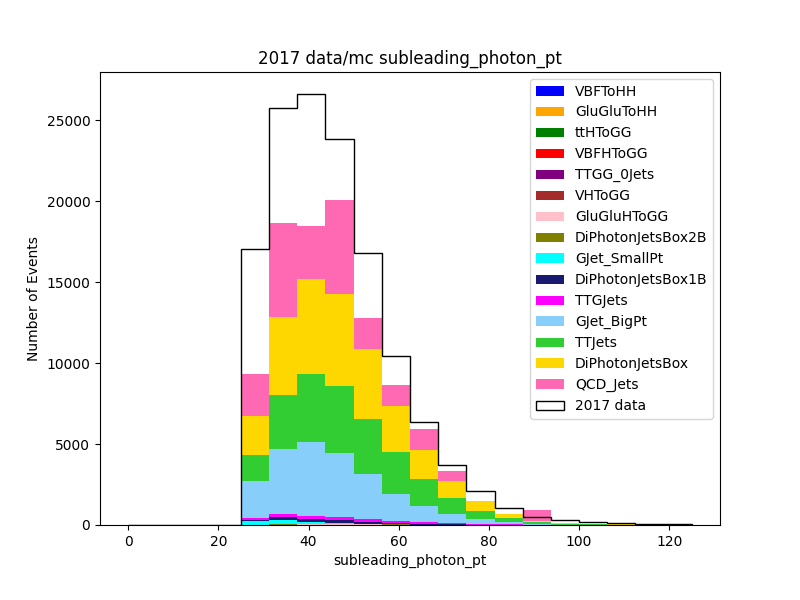 2017 data/mc subleading_photon_pt
Number of Events
25000
20000
15000
10000
5000
0
0
20
40
60
80
100
120
subleading_photon_pt
VBFToHH
GluGluToHH
ttHToGG
VBFHToGG
TTGG_0Jets
VHToGG
GluGluHToGG
DiPhotonJetsBox2B
GJet_SmallPt
DiPhotonJetsBox1B
TTGJets
GJet_BigPt
TTJets
DiPhotonJetsBox
QCD_Jets
2017 data